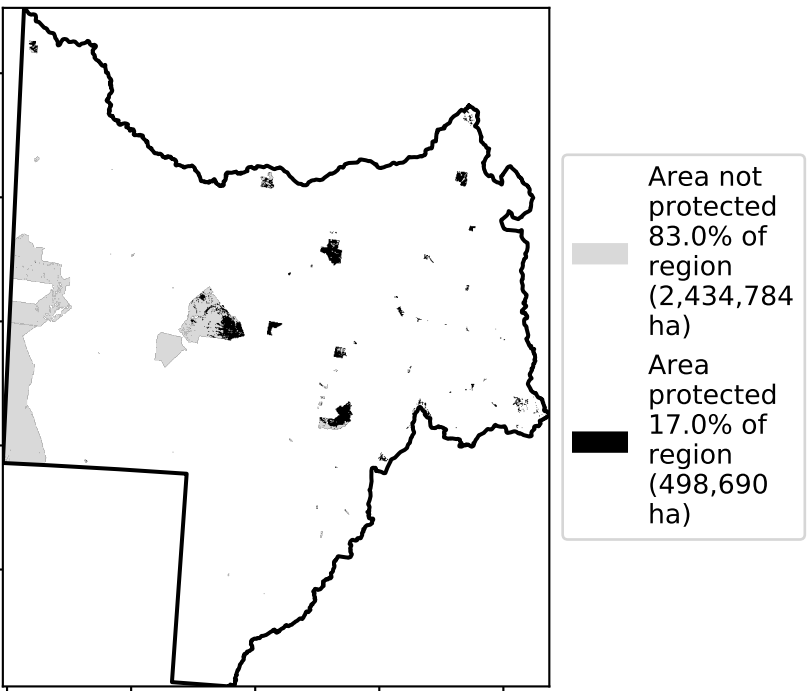 Area not
protected
83.0% of
region
(2,434,784
ha)
Area
protected
17.0% of
region
(498,690
ha)